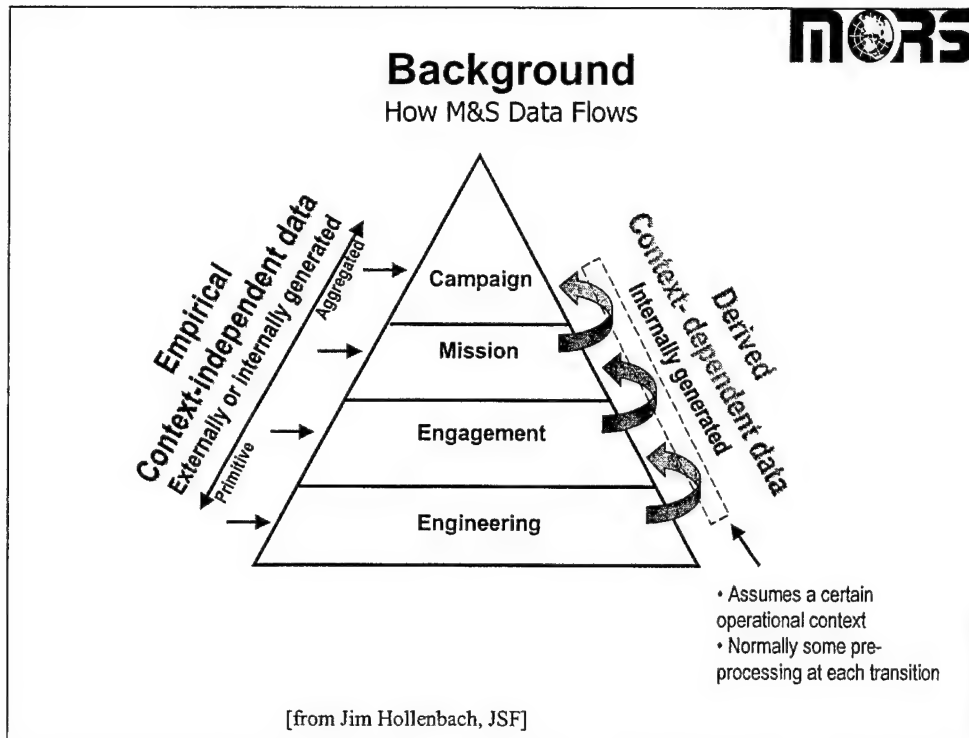 MORS
Background
How M&S Data Flows
Empirical
Context-independent data
Externally or internally generated
Aggregated
Primitive
Campaign
Mission
Engagement
Engineering
Derived
Context- dependent data
Internally generated
• Assumes a certain
operational context
• Normally some pre-
processing at each transition
[from Jim Hollenbach, JSF]